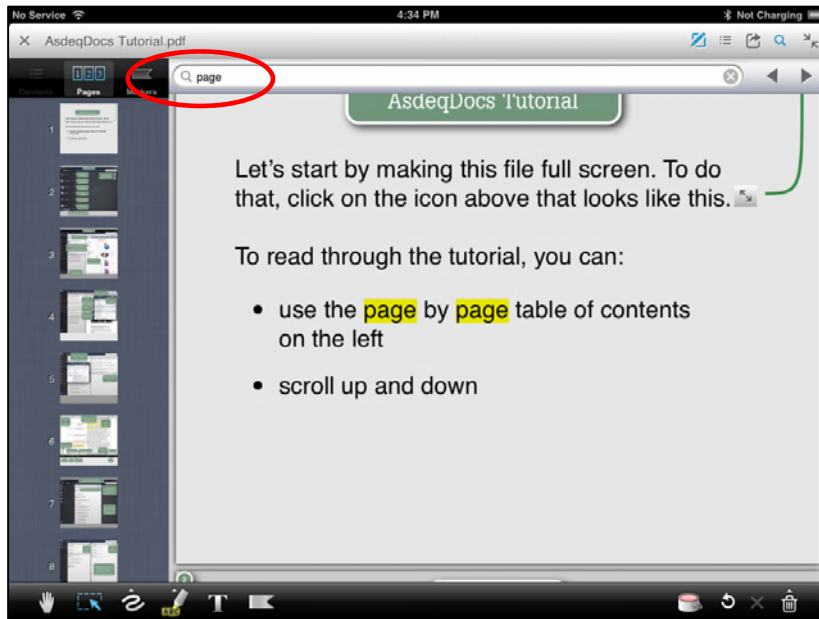 No Service 4:34 PM Not Charging
× AsdeqDocs Tutorial.pdf
123
Contents Pages Markers
page
AsdeqDocs Tutorial
Let's start by making this file full screen. To do
that, click on the icon above that looks like this.
To read through the tutorial, you can:
• use the page by page table of contents
on the left
• scroll up and down
1
2
3
4
5
6
7
8
ABC
T